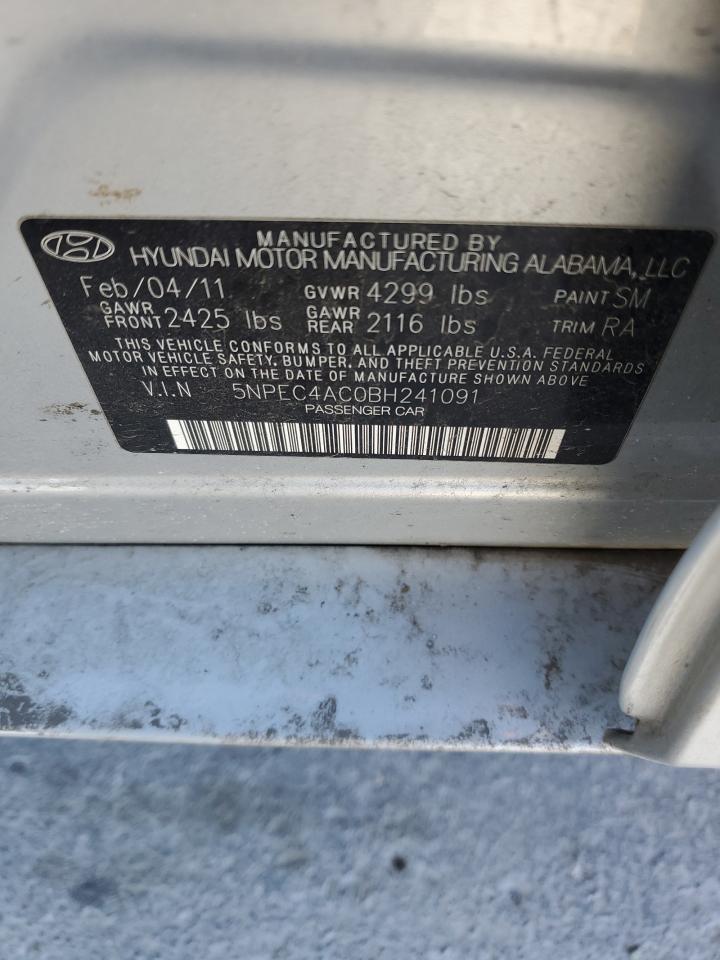 MANUFACTURED BY
HYUNDAI MOTOR MANUFACTURING ALABAMA, LLC
Feb/04/11 GVWR 4299 lbs PAINT SM
GAWR FRONT 2425 lbs GAWR REAR 2116 lbs TRIM RA
THIS VEHICLE CONFORMS TO ALL APPLICABLE U.S.A. FEDERAL
MOTOR VEHICLE SAFETY, BUMPER, AND THEFT PREVENTION STANDARDS
IN EFFECT ON THE DATE OF MANUFACTURE SHOWN ABOVE
V.I.N 5NPEC4AC0BH241091
PASSENGER CAR